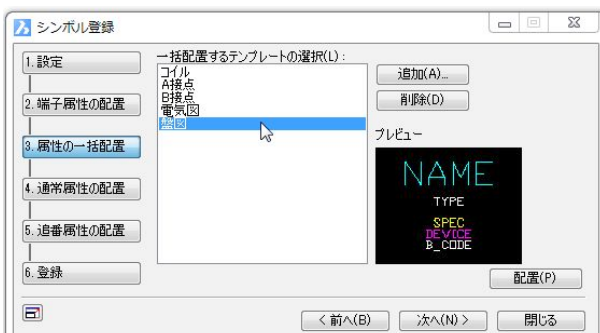 シンボル登録
1.設定
2.端子属性の配置
3.属性の一括配置
4.通常属性の配置
5.追番属性の配置
6.登録
一括配置するテンプレートの選択(L):
コイル
A接点
B接点
電気図
盤図
追加(A)...
削除(D)
プレビュー
NAME
TYPE
SPEC
DEVICE
B_CODE
配置(P)
< 前へ(B)
次へ(N) >
閉じる